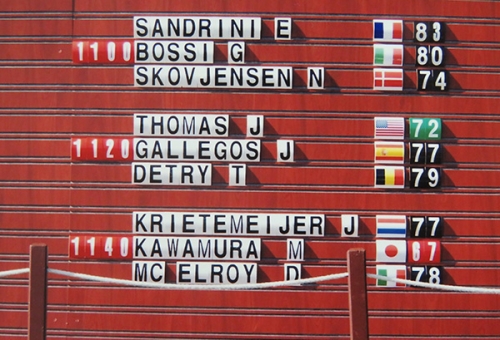 SANDRINI E 83
1100 BOSSI G 80
SKOVJENSEN N 74
THOMAS J 72
1120 GALLEGOS J 77
DETRY T 79
KRIETEMEIJER J 77
1140 KAWAMURA M 67
MC ELROY D 78